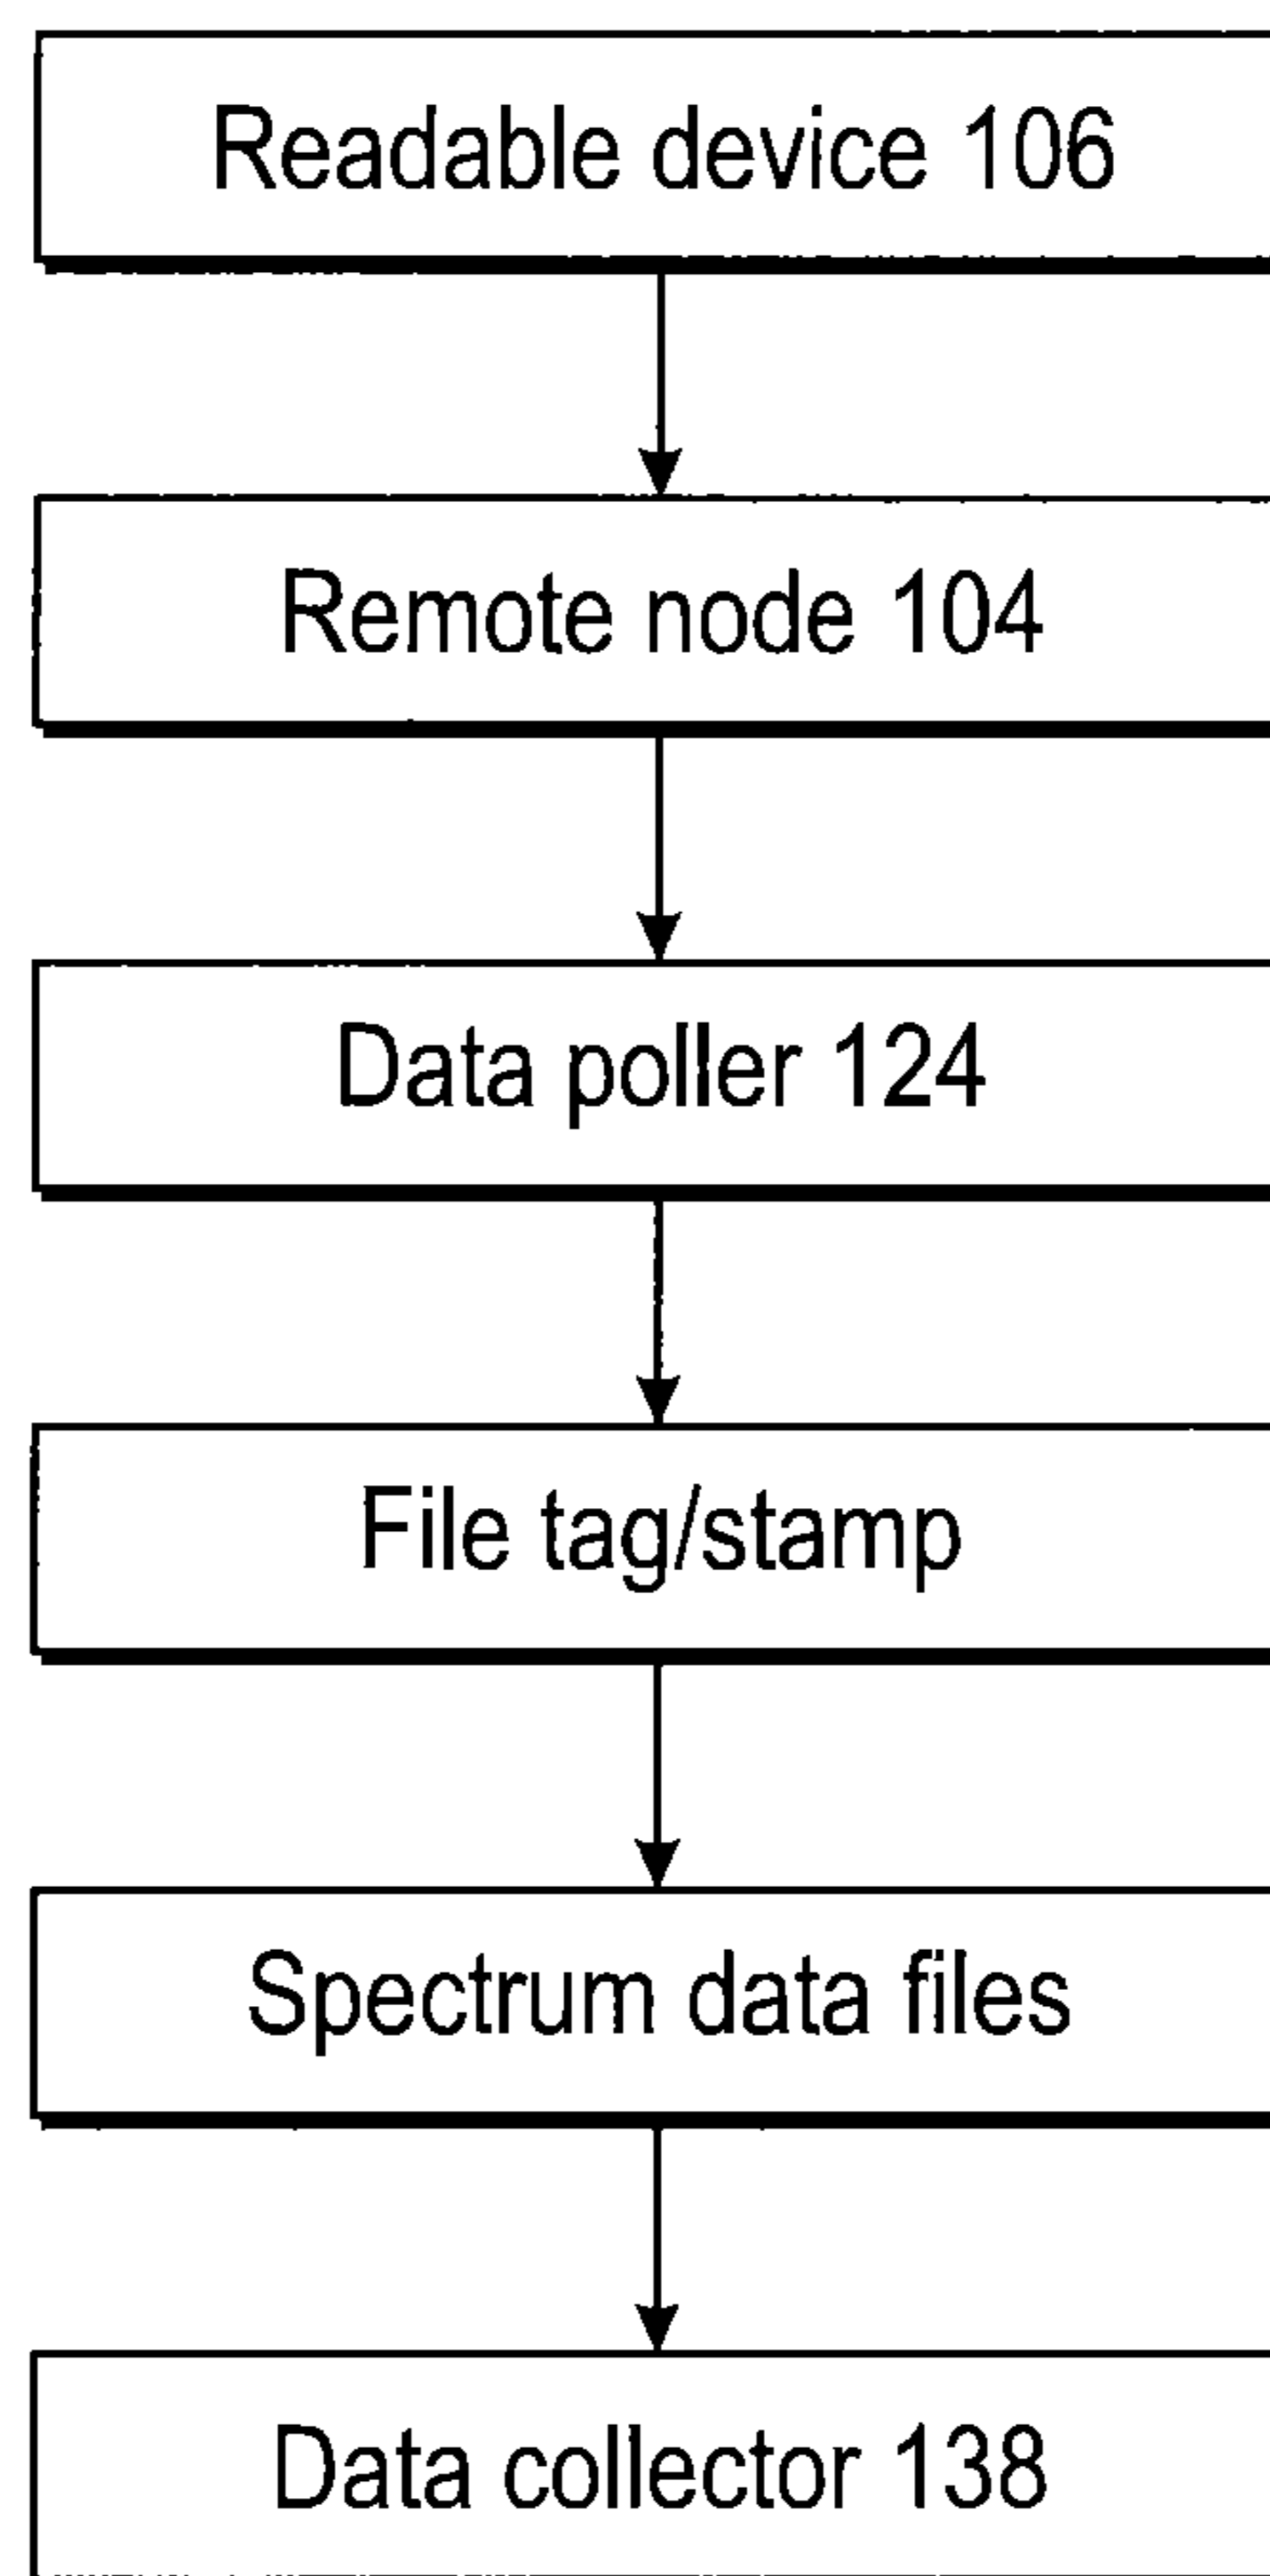 Readable device 106
Remote node 104
Data poller 124
File tag/stamp
Spectrum data files
Data collector 138